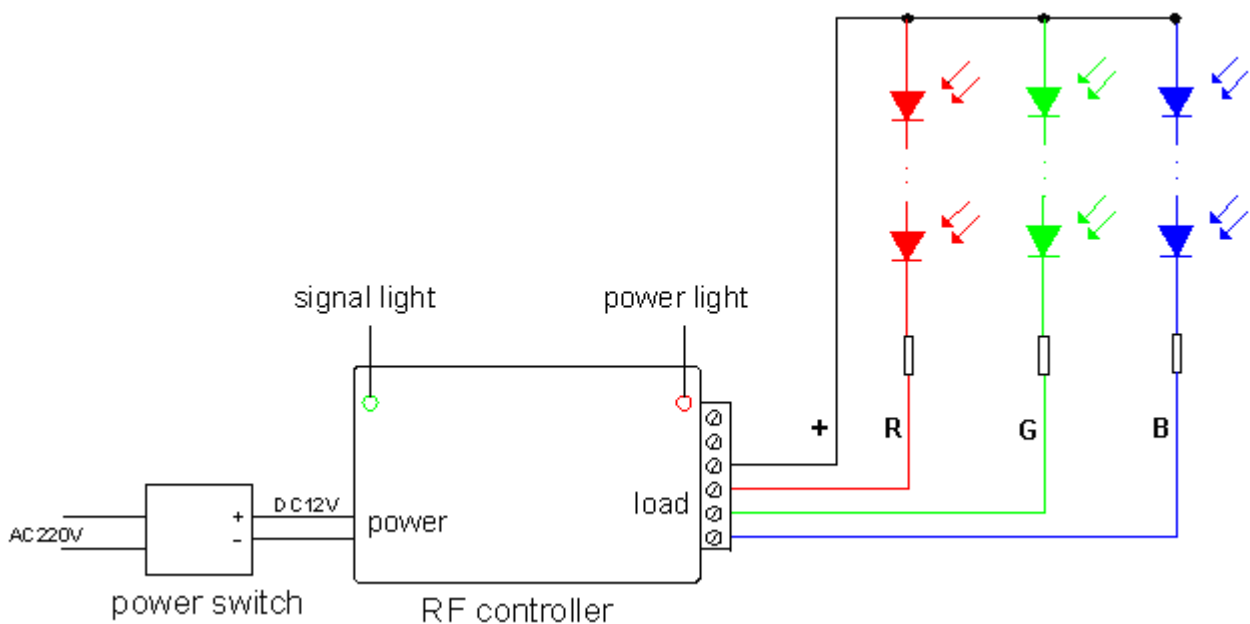 signal light
power light
+
R
G
B
DC12V
+
-
AC220V
power
load
power switch
RF controller